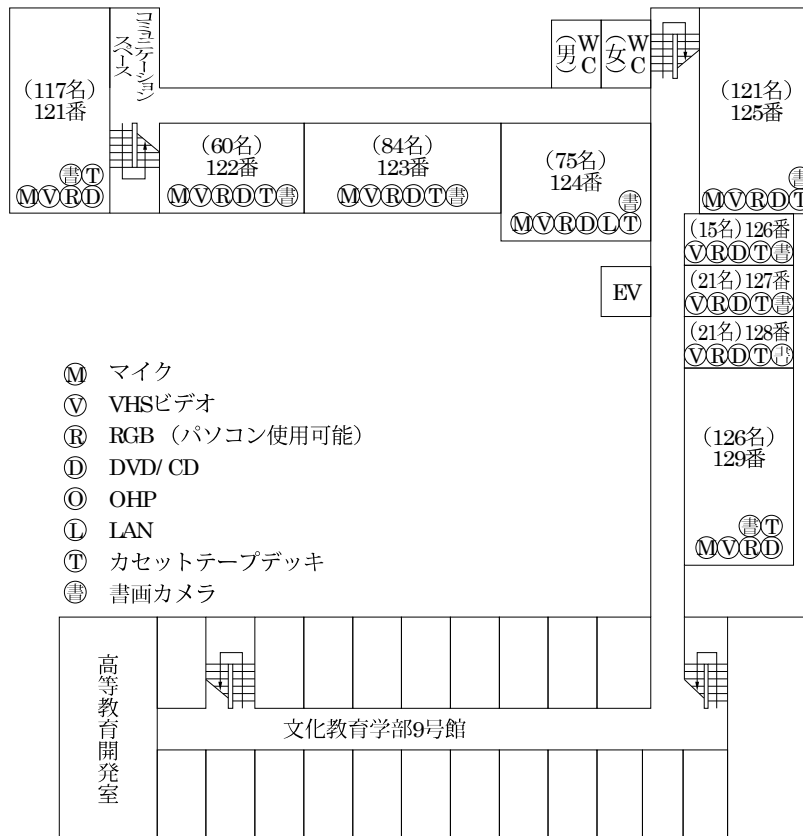 コミュニケーション
スペース
(男)
WC
(女)
WC
(117名)
121番
書T
MVRD
(60名)
122番
MVRDT書
(84名)
123番
MVRDT書
(75名)
124番
書
MVRDLT
(121名)
125番
書
MVRDT
(15名)126番
VRDT書
(21名)127番
VRDT書
(21名)128番
VRDT書
EV
(126名)
129番
書T
MVRD
M マイク
V VHSビデオ
R RGB (パソコン使用可能)
D DVD/ CD
O OHP
L LAN
T カセットテープデッキ
書 書画カメラ
高等教育開発室
文化教育学部9号館